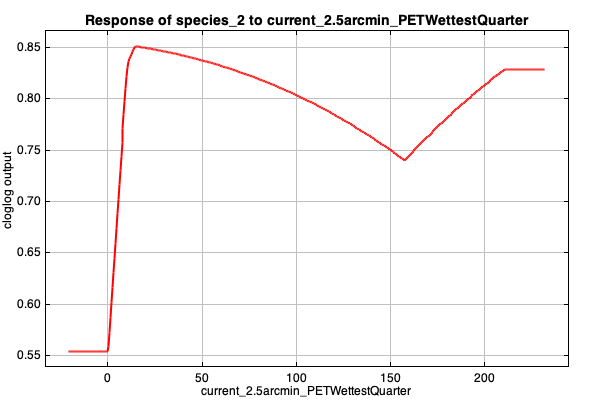 Response of species_2 to current_2.5arcmin_PETWettestQuarter
cloglog output
0.85
0.80
0.75
0.70
0.65
0.60
0.55
0 50 100 150 200
current_2.5arcmin_PETWettestQuarter